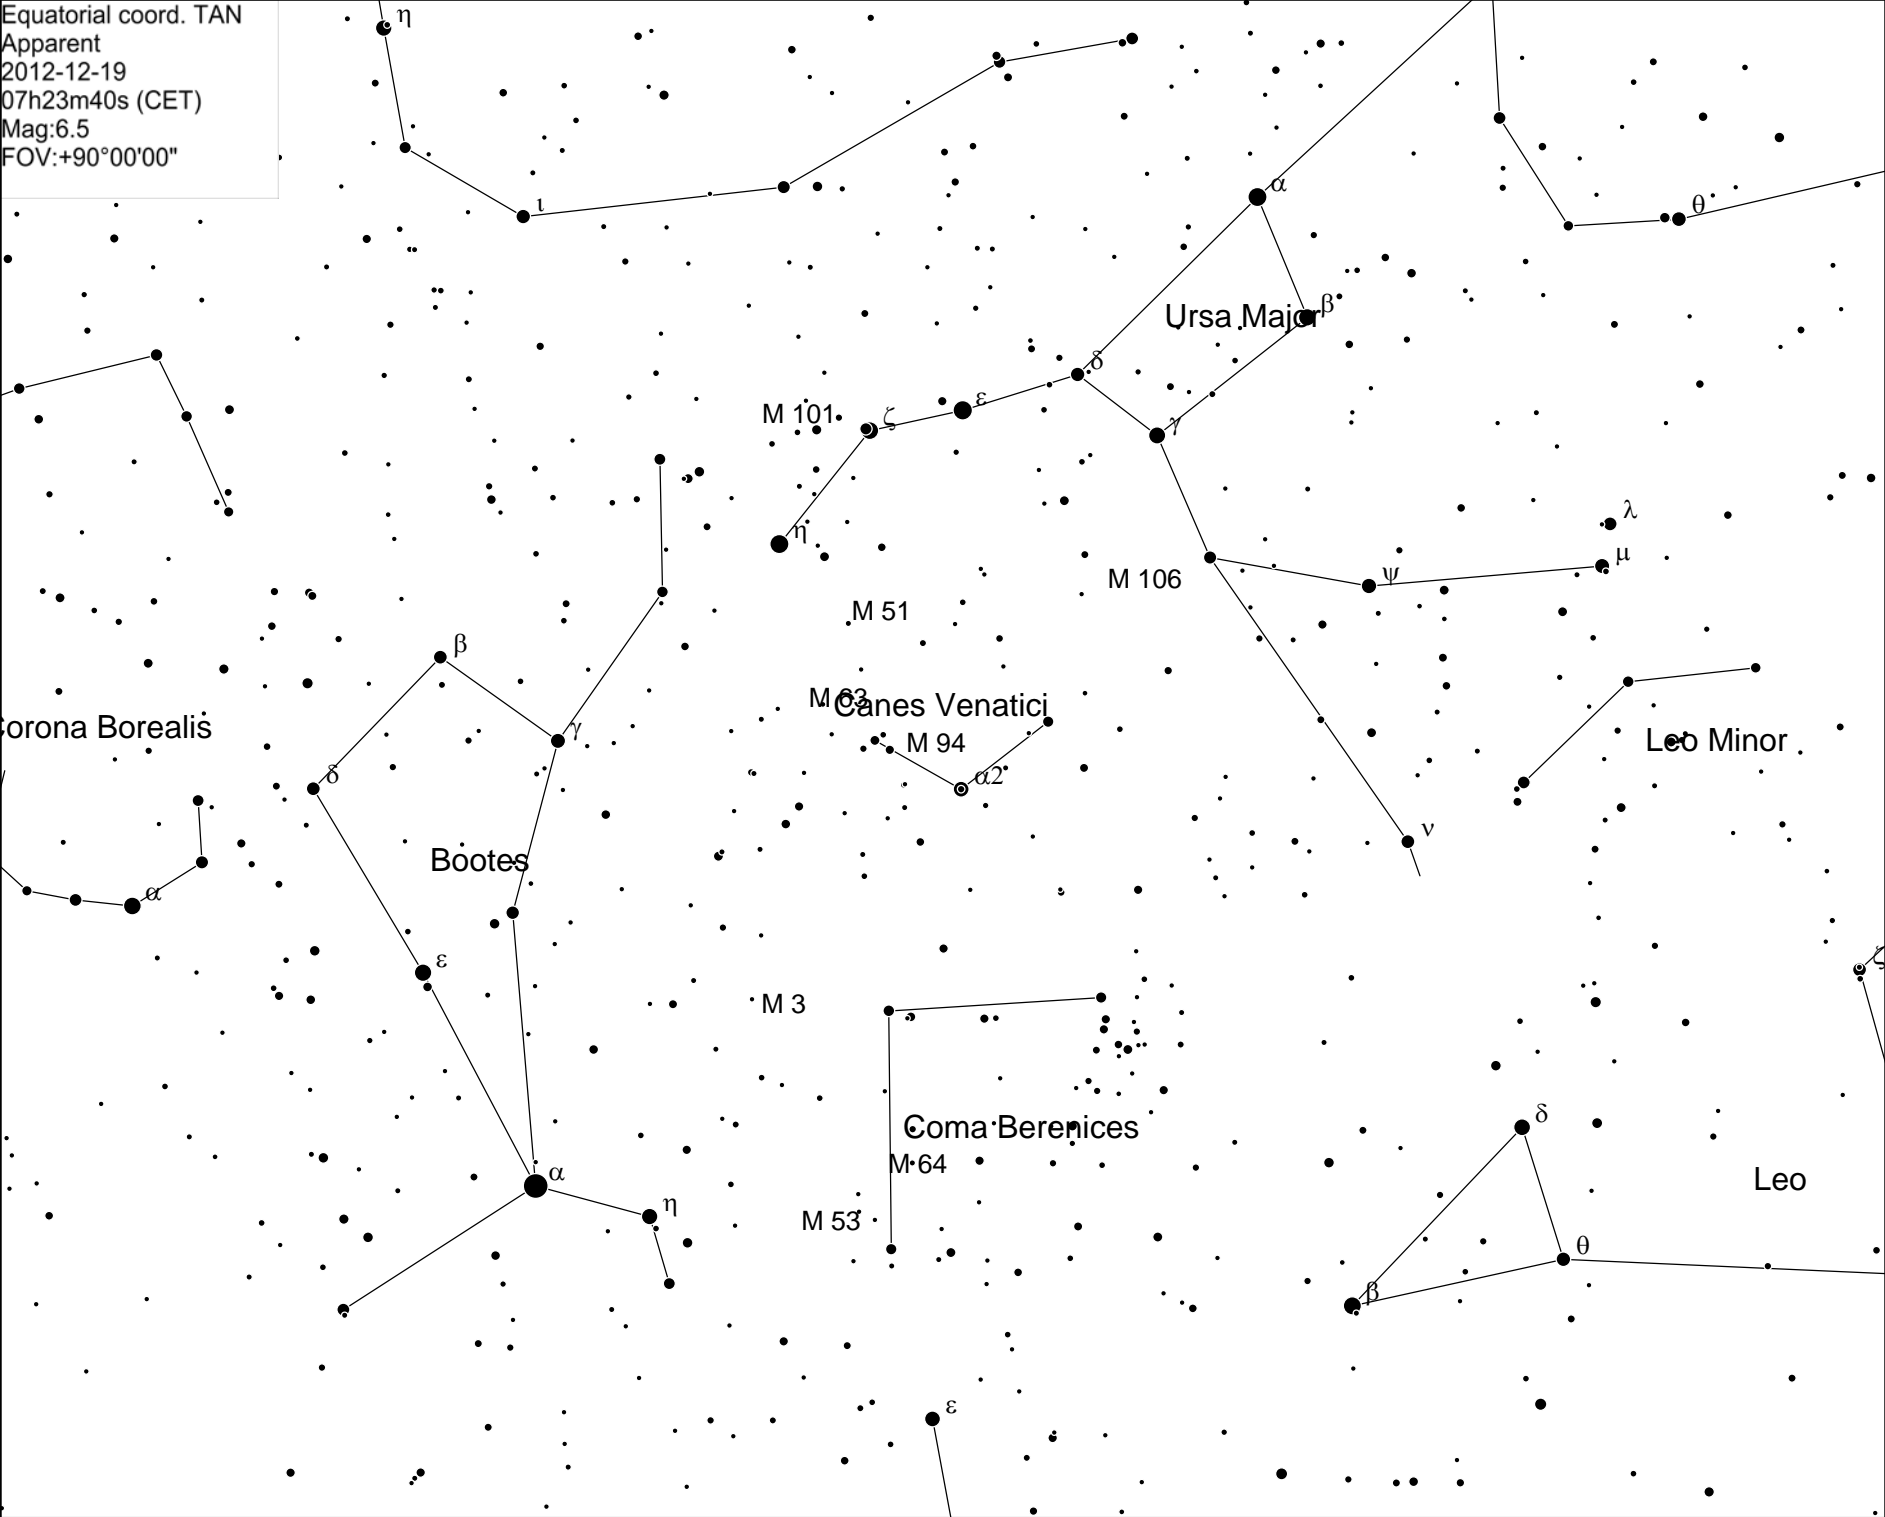 Equatorial coord. TAN
Apparent
2012-12-19
07h23m40s (CET)
Mag:6.5
FOV:+90°00'00"
η
ι
α
θ
Ursa Major
β
δ
ε
M 101
ζ
γ
η
λ
μ
M 106
ψ
M 51
β
M 63
Canes Venatici
Corona Borealis
γ
M 94
Leo Minor
δ
α2
ν
Bootes
α
ε
ζ
M 3
δ
Coma Berenices
M 64
α
Leo
η
M 53
θ
β
ε